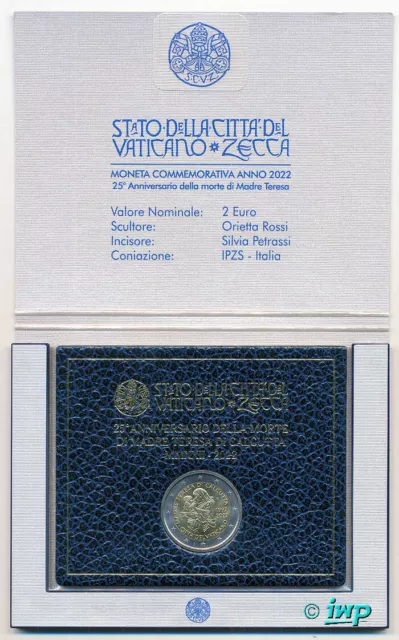 S.C.V.Z.
STATO·DELLA·CITTÀ·DEL
VATICANO * ZECCA
MONETA COMMEMORATIVA ANNO 2022
25° Anniversario della morte di Madre Teresa
Valore Nominale: 2 Euro
Scultore: Orietta Rossi
Incisore: Silvia Petrassi
Coniazione: IPZS - Italia
STATO·DELLA·CITTÀ·DEL
VATICANO * ZECCA
25° ANNIVERSARIO DELLA MORTE
DI MADRE TERESA DI CALCUTTA
© iwp